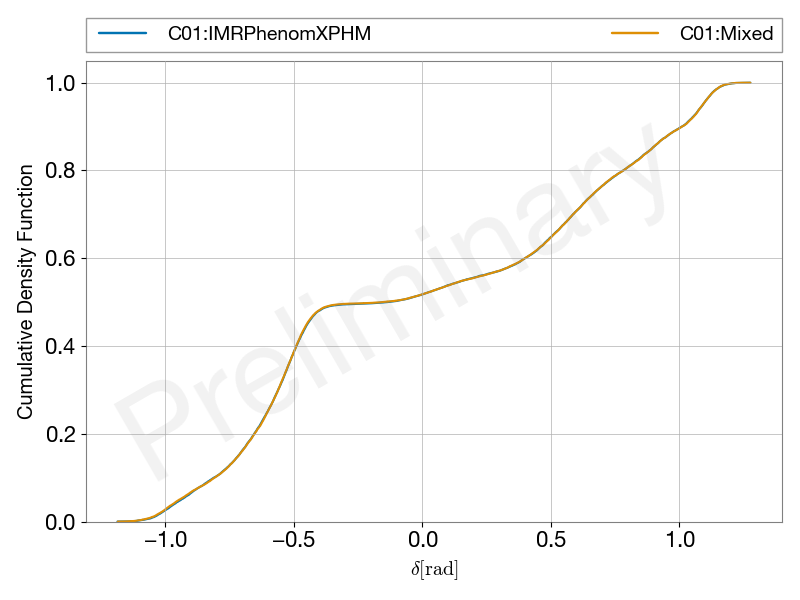 C01:IMRPhenomXPHM C01:Mixed
Cumulative Density Function
1.0
0.8
0.6
0.4
0.2
0.0
Preliminary
−1.0 −0.5 0.0 0.5 1.0
δ[rad]